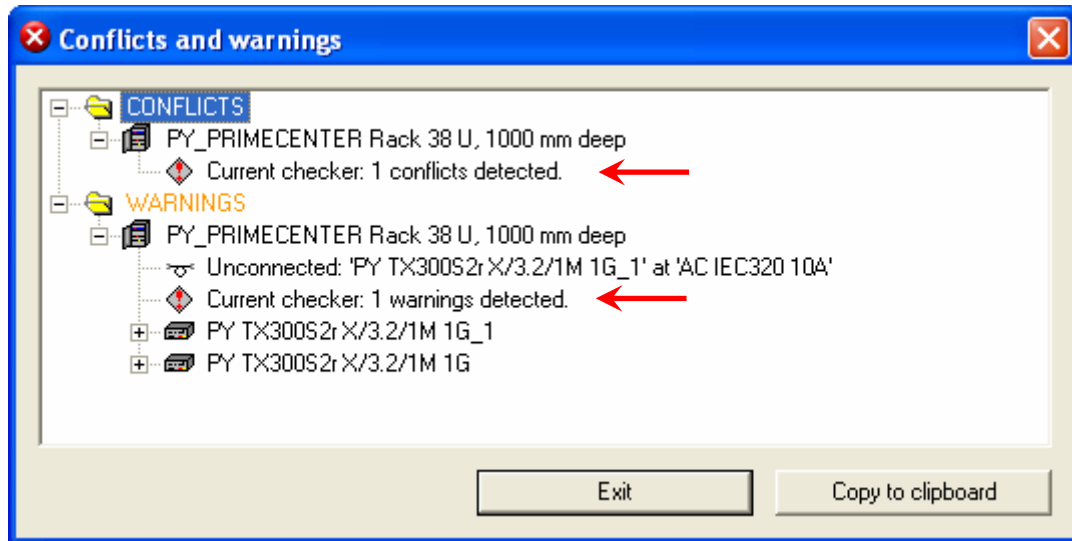 Conflicts and warnings
CONFLICTS
PY_PRIMECENTER Rack 38 U, 1000 mm deep
Current checker: 1 conflicts detected.
WARNINGS
PY_PRIMECENTER Rack 38 U, 1000 mm deep
Unconnected: 'PY TX300S2r X/3.2/1M 1G_1' at 'AC IEC320 10A'
Current checker: 1 warnings detected.
PY TX300S2r X/3.2/1M 1G_1
PY TX300S2r X/3.2/1M 1G
Exit Copy to clipboard